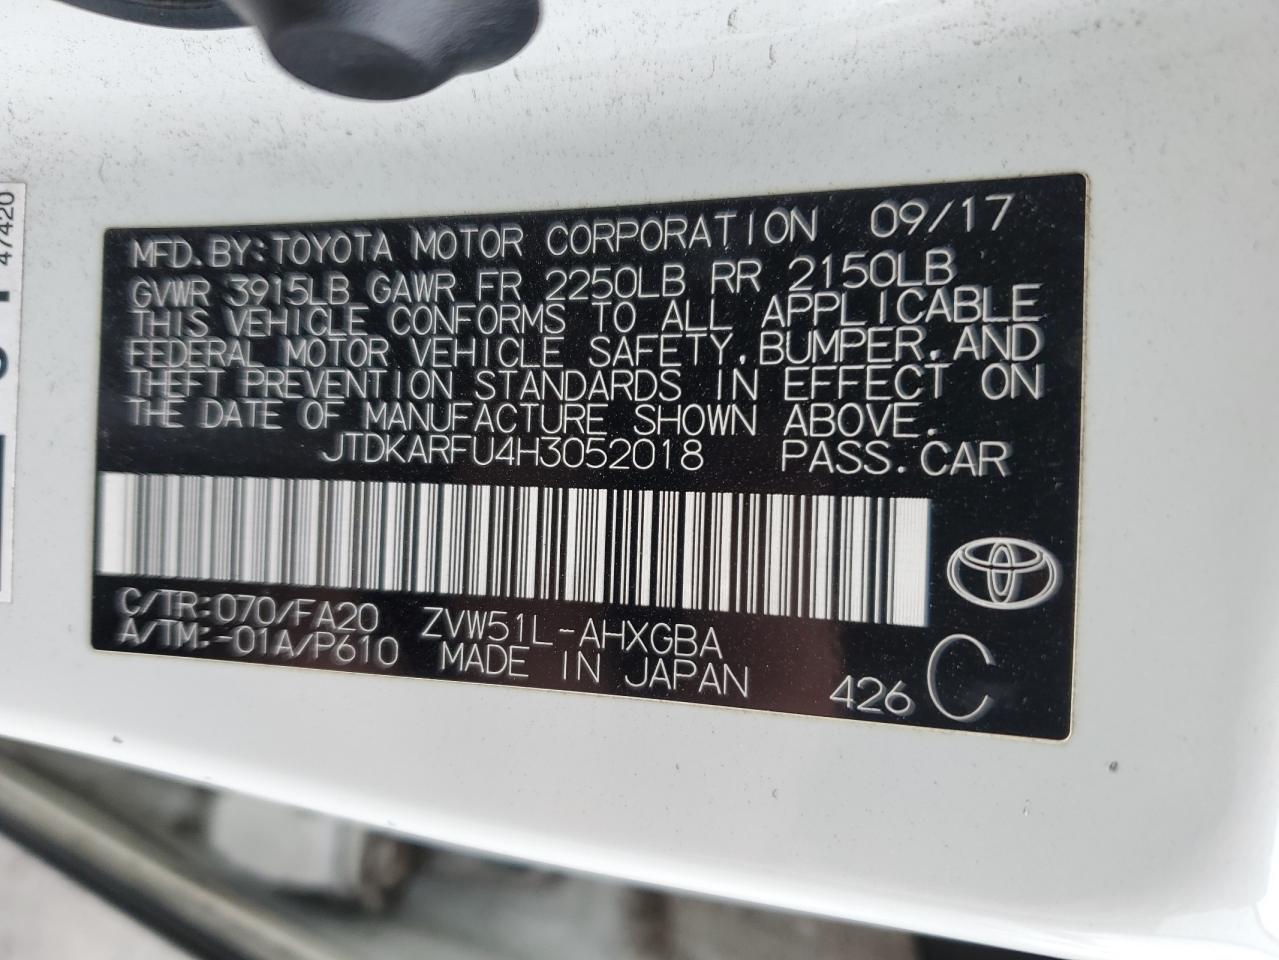 MFD. BY: TOYOTA MOTOR CORPORATION 09/17
GVWR 3915LB GAWR FR 2250LB RR 2150LB
THIS VEHICLE CONFORMS TO ALL APPLICABLE
FEDERAL MOTOR VEHICLE SAFETY, BUMPER, AND
THEFT PREVENTION STANDARDS IN EFFECT ON
THE DATE OF MANUFACTURE SHOWN ABOVE.
JTDKARFU4H3052018 PASS. CAR
C/TR:070/FA20 ZVW51L-AHXGBA
A/TM:-01A/P610 MADE IN JAPAN
426 C
47420